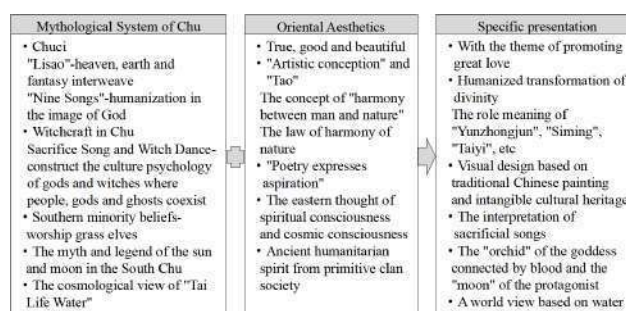 Mythological System of Chu
• Chuci
"Lisao"-heaven, earth and
fantasy interweave
"Nine Songs"-humanization in
the image of God
• Witchcraft in Chu
Sacrifice Song and Witch Dance-
construct the culture psychology
of gods and witches where
people, gods and ghosts coexist
• Southern minority beliefs-
worship grass elves
• The myth and legend of the sun
and moon in the South Chu
• The cosmological view of "Tai
Life Water"
Oriental Aesthetics
• True, good and beautiful
• "Artistic conception" and
"Tao"
The concept of "harmony
between man and nature"
The law of harmony of
nature
• "Poetry expresses
aspiration"
• The eastern thought of
spiritual consciousness
and cosmic consciousness
• Ancient humanitarian
spirit from primitive clan
society
Specific presentation
• With the theme of promoting
great love
• Humanized transformation of
divinity
The role meaning of
"Yunzhongjun", "Siming",
"Taiyi", etc
• Visual design based on
traditional Chinese painting
and intangible cultural heritage
• The interpretation of
sacrificial songs
• The "orchid" of the goddess
connected by blood and the
"moon" of the protagonist
• A world view based on water